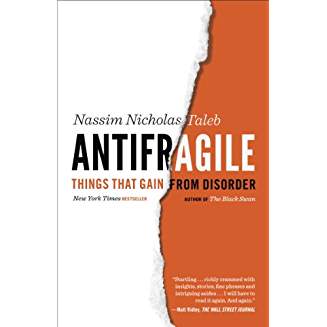 Nassim Nicholas Taleb
ANTIFRAGILE
THINGS THAT GAIN FROM DISORDER
New York Times BESTSELLER AUTHOR OF The Black Swan
"Startling . . . richly crammed with
insights, stories, fine phrases and
intriguing asides . . . I will have to
read it again. And again."
—Matt Ridley, THE WALL STREET JOURNAL